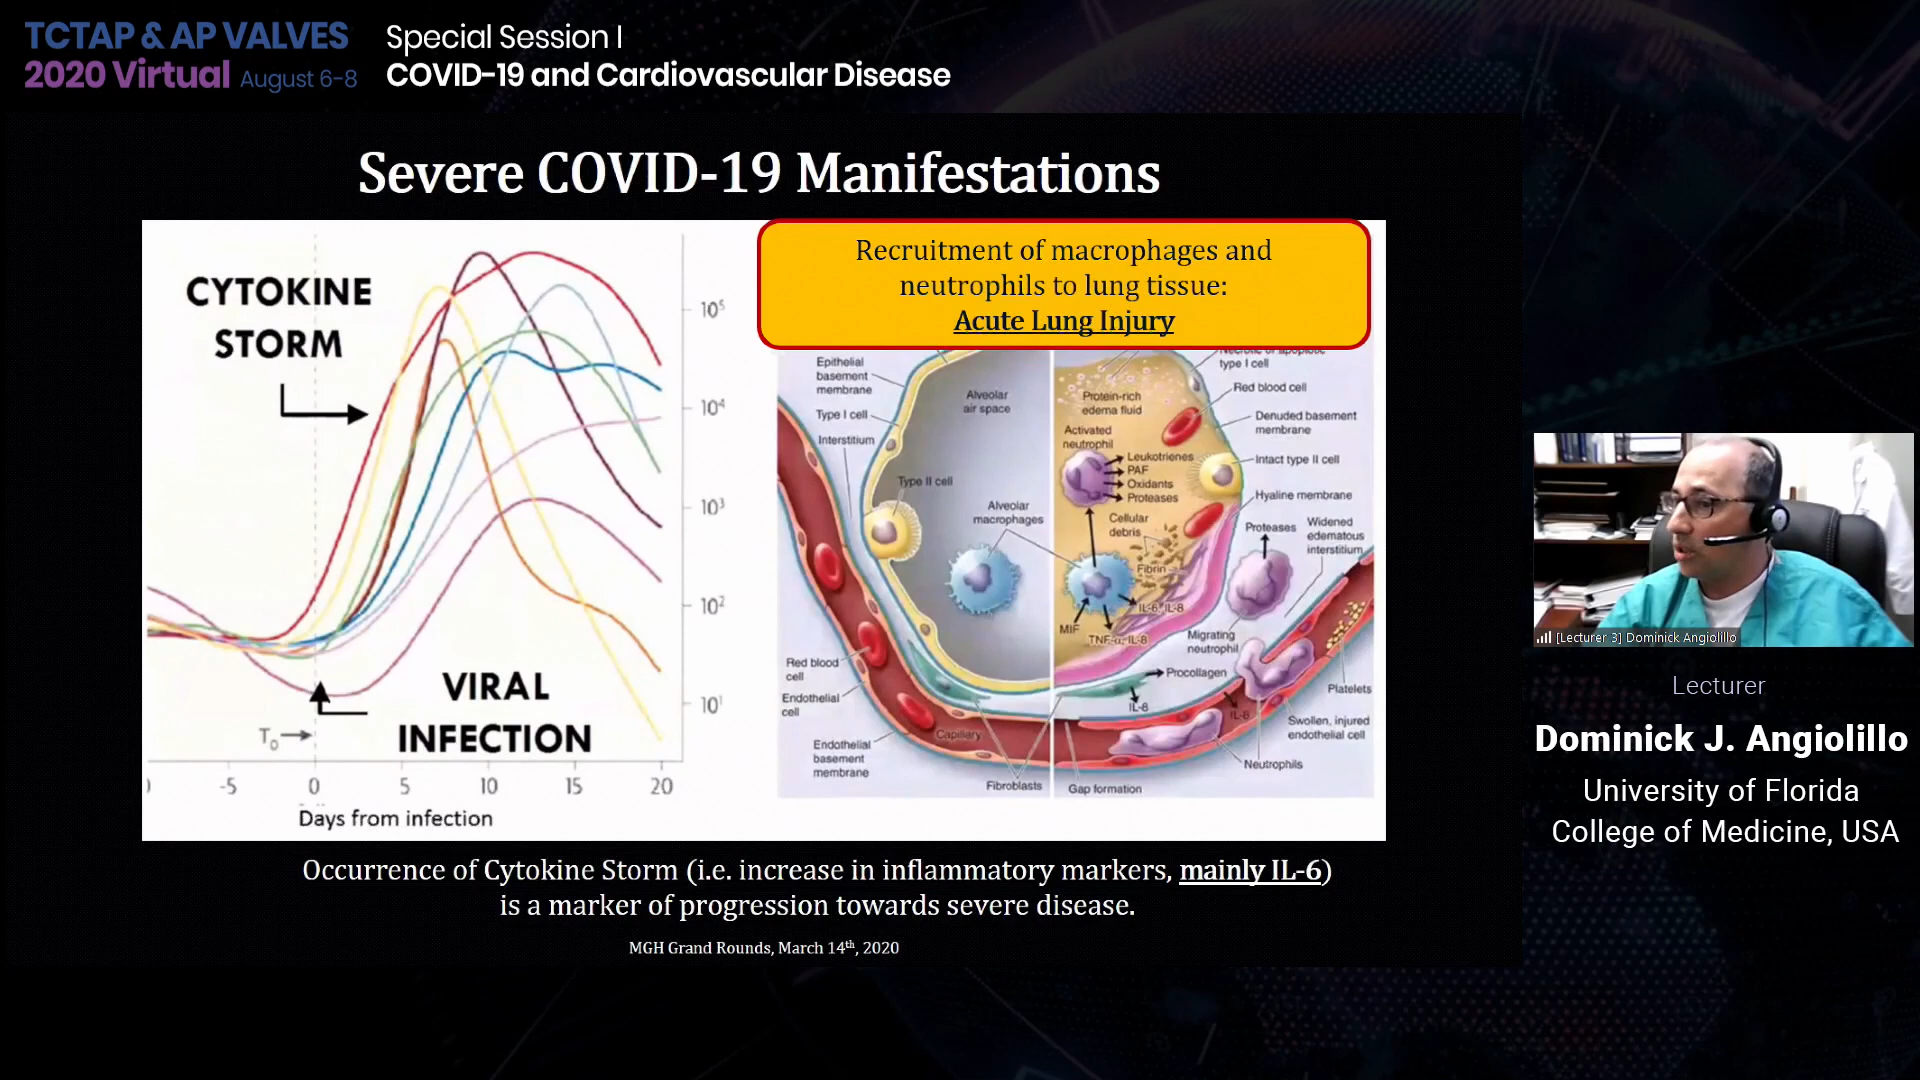 TCTAP & AP VALVES
2020 Virtual August 6-8
Special Session I
COVID-19 and Cardiovascular Disease
Severe COVID-19 Manifestations
CYTOKINE
STORM
VIRAL
INFECTION
T0
10⁵
10⁴
10³
10²
10¹
-5
0
5
10
15
20
Days from infection
Recruitment of macrophages and
neutrophils to lung tissue:
Acute Lung Injury
Epithelial
basement
membrane
Type I cell
Interstitium
Type II cell
Alveolar
air space
Alveolar
macrophages
Red blood
cell
Endothelial
cell
Endothelial
basement
membrane
Capillary
Fibroblasts
Protein-rich
edema fluid
Activated
neutrophil
Leukotrienes
PAF
Oxidants
Proteases
Cellular
debris
Fibrin
IL-6, IL-8
MIF
TNF-α, IL-8
Procollagen
IL-8
IL-8
Gap formation
type I cell
Red blood cell
Denuded basement
membrane
Intact type II cell
Hyaline membrane
Proteases
Widened
edematous
interstitium
Migrating
neutrophil
Platelets
Swollen, injured
endothelial cell
Neutrophils
Occurrence of Cytokine Storm (i.e. increase in inflammatory markers, mainly IL-6)
is a marker of progression towards severe disease.
MGH Grand Rounds, March 14th, 2020
[Lecturer 3] Dominick Angiolillo
Lecturer
Dominick J. Angiolillo
University of Florida
College of Medicine, USA